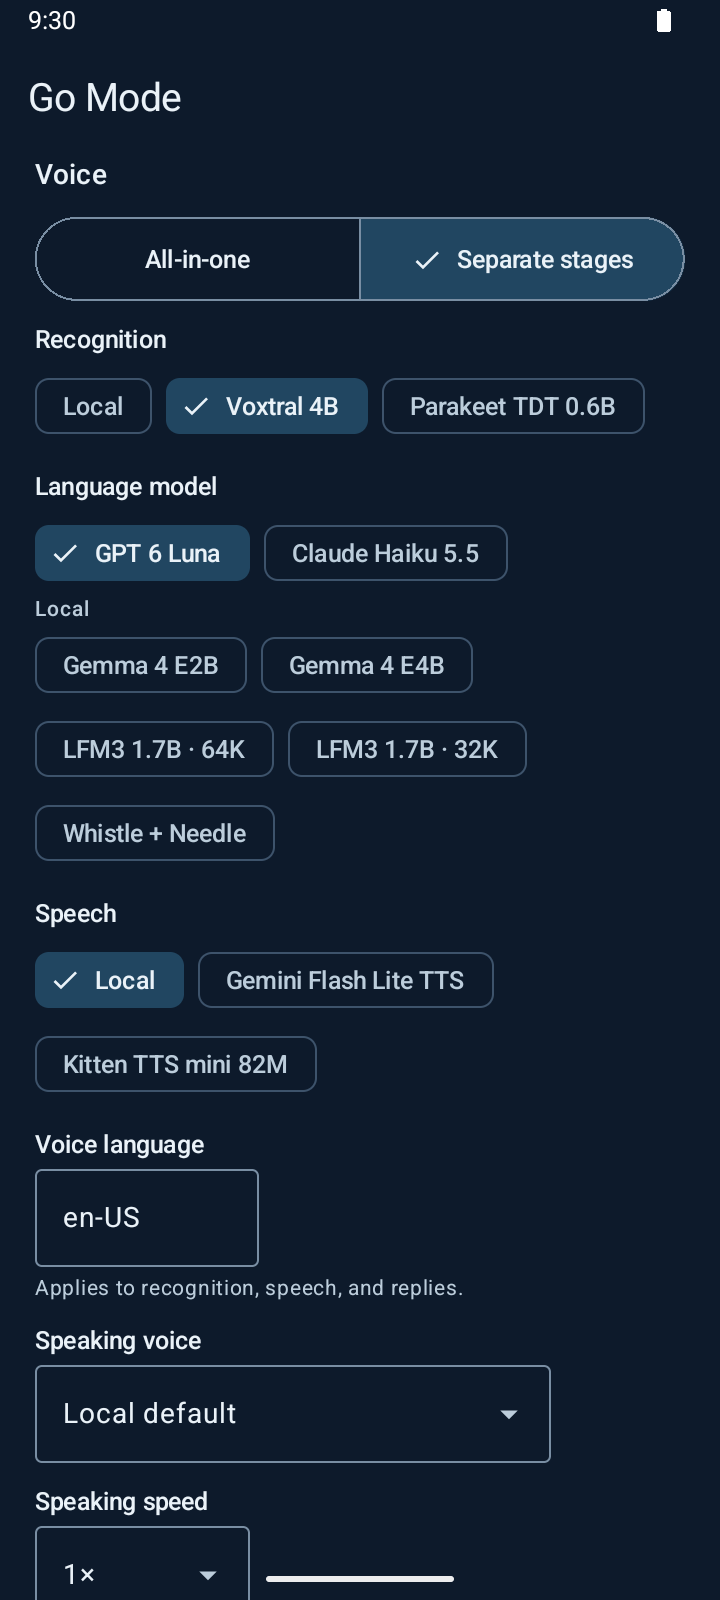 9:30
Go Mode
Voice
All-in-one Separate stages
Recognition
Local Voxtral 4B Parakeet TDT 0.6B
Language model
GPT 6 Luna Claude Haiku 5.5
Local
Gemma 4 E2B Gemma 4 E4B
LFM3 1.7B · 64K LFM3 1.7B · 32K
Whistle + Needle
Speech
Local Gemini Flash Lite TTS
Kitten TTS mini 82M
Voice language
en-US
Applies to recognition, speech, and replies.
Speaking voice
Local default
Speaking speed
1×